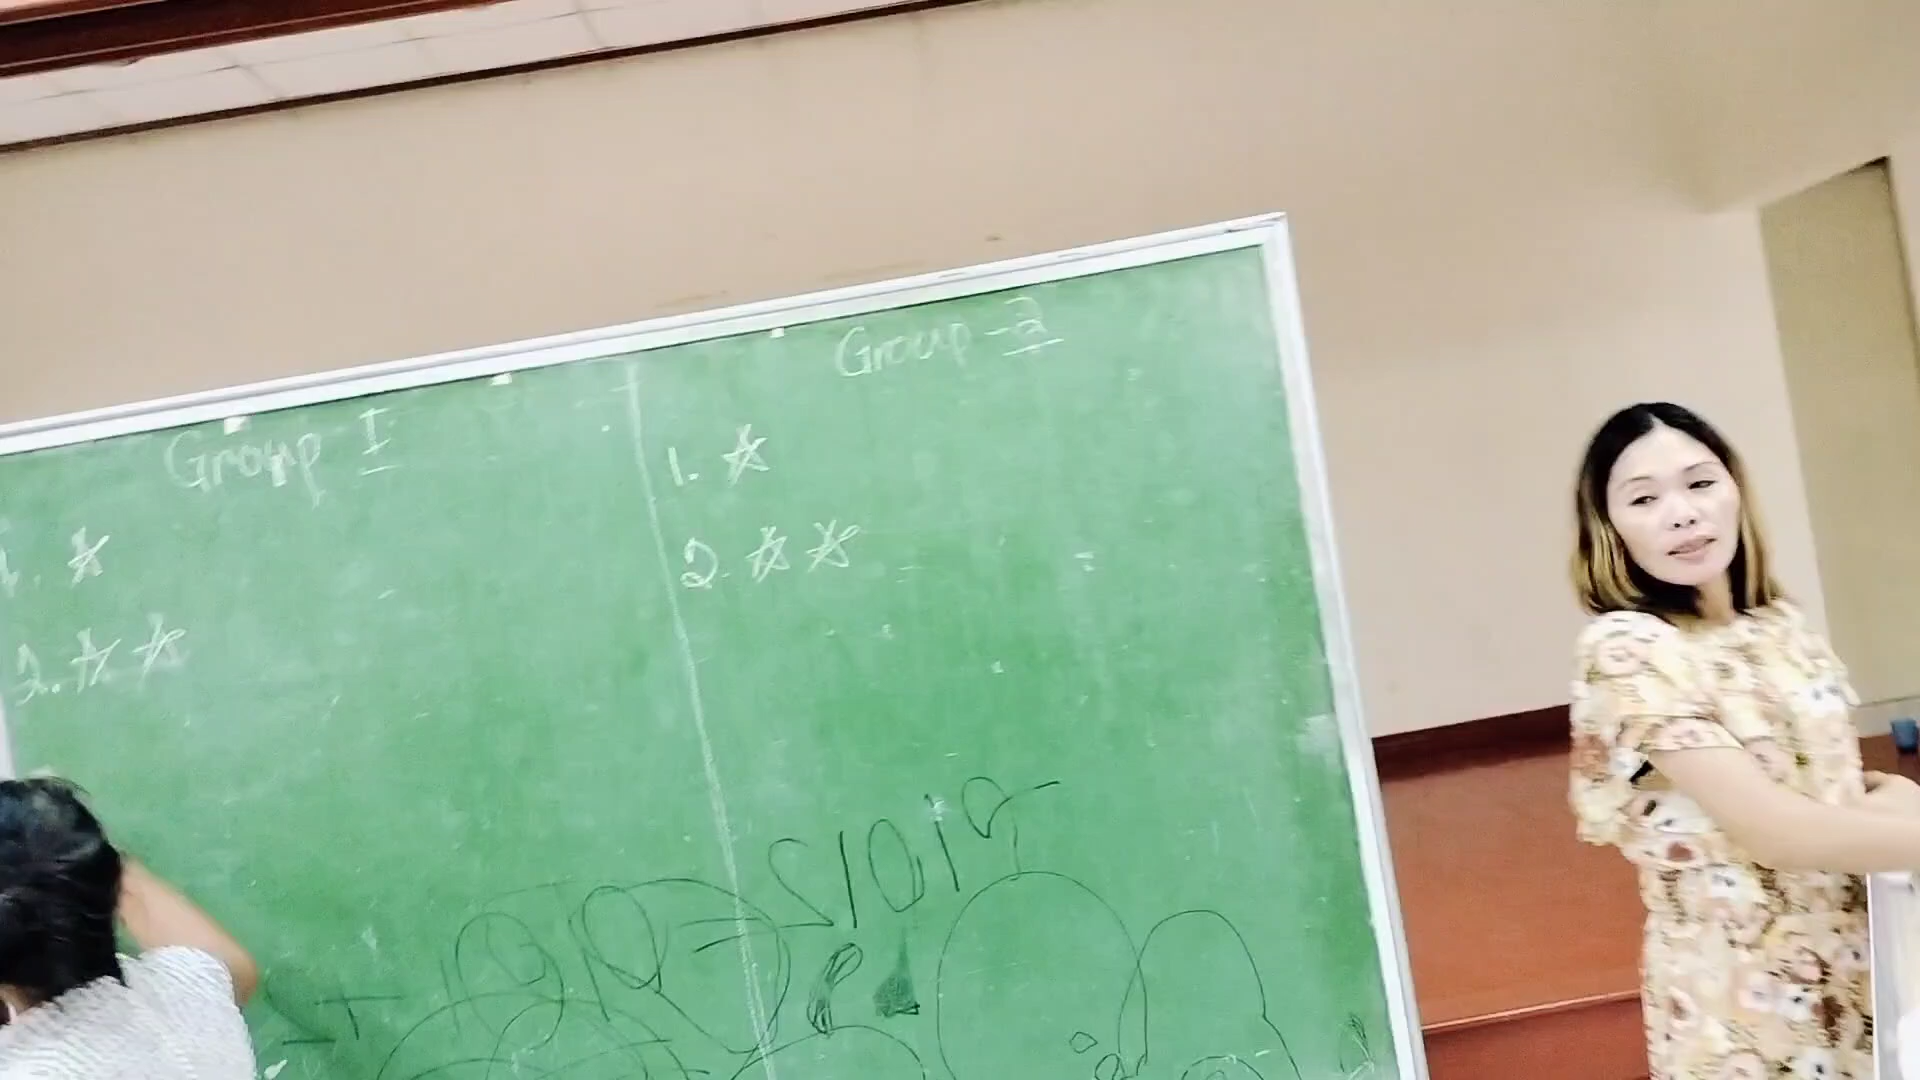 Group I
1. ☆
2. ☆ ☆
Group - 2
1. ☆
2. ☆ ☆